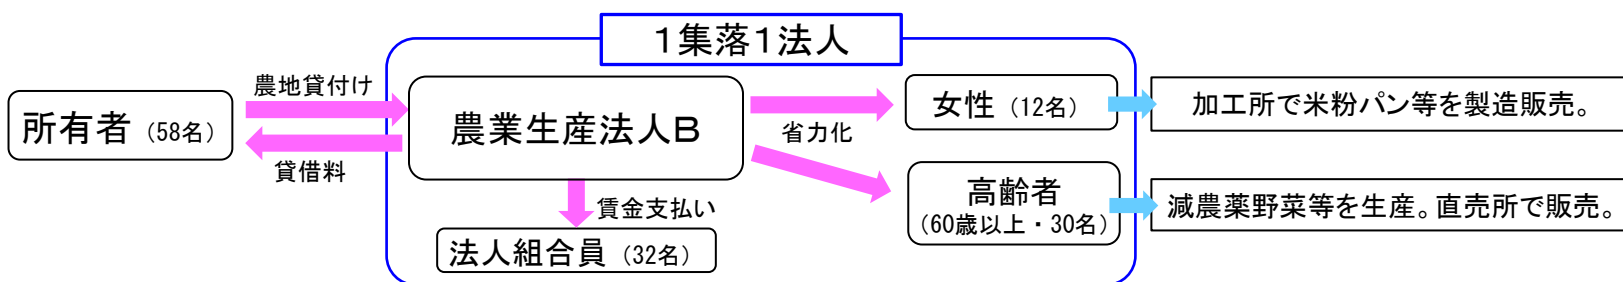 1集落1法人
農地貸付け
所有者（58名）
貸借料
農業生産法人B
賃金支払い
法人組合員（32名）
省力化
女性（12名）
加工所で米粉パン等を製造販売。
高齢者
（60歳以上・30名）
減農薬野菜等を生産。直売所で販売。